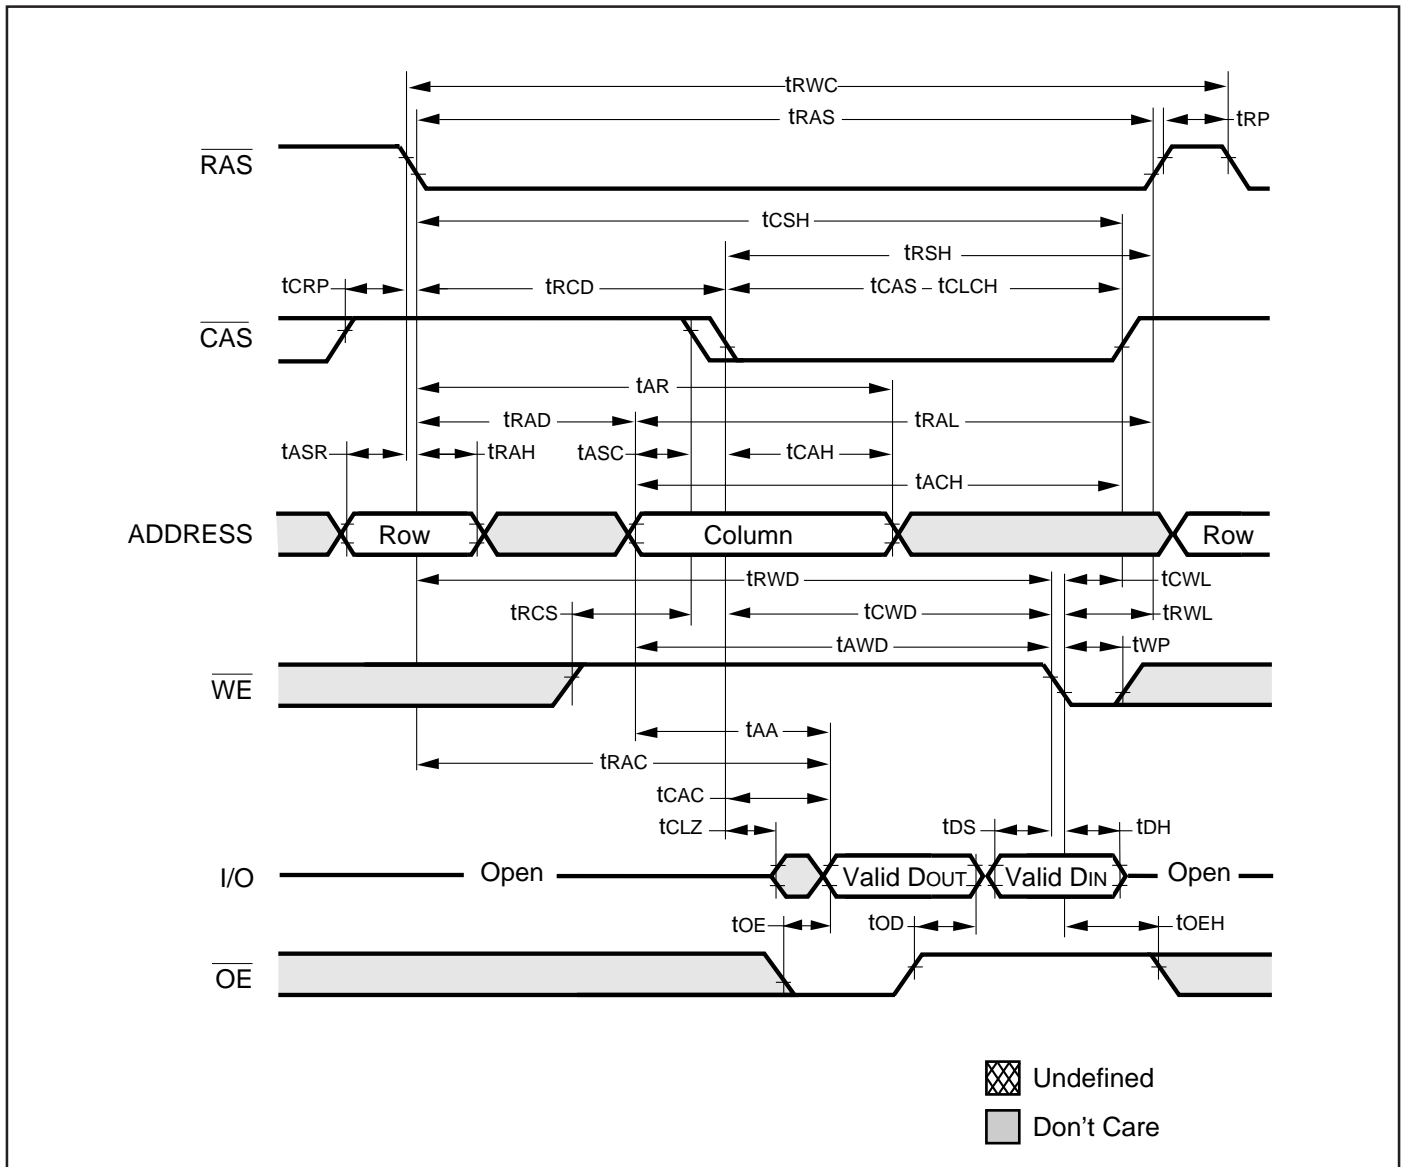 tRWC
tRAS
tRP
RAS
tCSH
tRSH
tCRP
tRCD
tCAS – tCLCH
CAS
tAR
tRAD
tRAL
tASR
tRAH
tASC
tCAH
tACH
ADDRESS
Row
Column
Row
tRWD
tCWL
tRCS
tCWD
tRWL
tAWD
tWP
WE
tAA
tRAC
tCAC
tCLZ
tDS
tDH
I/O
Open
Valid DOUT
Valid DIN
Open
tOE
tOD
tOEH
OE
Undefined
Don't Care